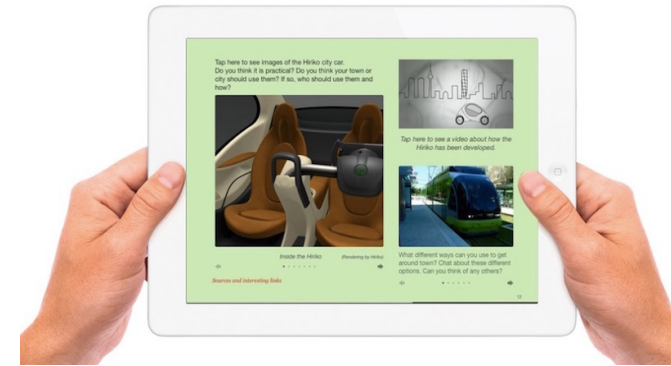 Tap here to see images of the Hiriko city car.
Do you think it is practical? Do you think your town or
city should use them? If so, who should use them and
how?
Inside the Hiriko
(Rendering by Hiriko)
Sources and interesting links
Tap here to see a video about how the
Hiriko has been developed.
What different ways can you use to get
around town? Chat about these different
options. Can you think of any others?